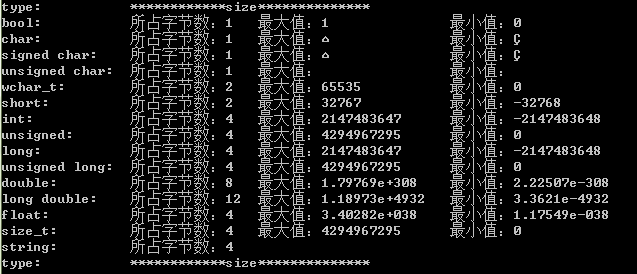 type: ************size**************
bool: 所占字节数：1 最大值：1 最小值：0
char: 所占字节数：1 最大值：⌂ 最小值：Ç
signed char: 所占字节数：1 最大值：⌂ 最小值：Ç
unsigned char: 所占字节数：1 最大值： 最小值：
wchar_t: 所占字节数：2 最大值：65535 最小值：0
short: 所占字节数：2 最大值：32767 最小值：-32768
int: 所占字节数：4 最大值：2147483647 最小值：-2147483648
unsigned: 所占字节数：4 最大值：4294967295 最小值：0
long: 所占字节数：4 最大值：2147483647 最小值：-2147483648
unsigned long: 所占字节数：4 最大值：4294967295 最小值：0
double: 所占字节数：8 最大值：1.79769e+308 最小值：2.22507e-308
long double: 所占字节数：12 最大值：1.18973e+4932 最小值：3.3621e-4932
float: 所占字节数：4 最大值：3.40282e+038 最小值：1.17549e-038
size_t: 所占字节数：4 最大值：4294967295 最小值：0
string: 所占字节数：4
type: ************size**************